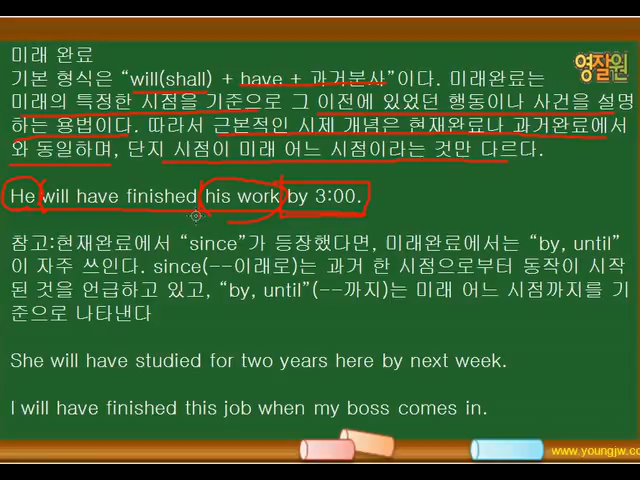 미래 완료
영잘원
기본 형식은 “will(shall) + have + 과거분사”이다. 미래완료는
미래의 특정한 시점을 기준으로 그 이전에 있었던 행동이나 사건을 설명
하는 용법이다. 따라서 근본적인 시제 개념은 현재완료나 과거완료에서
와 동일하며, 단지 시점이 미래 어느 시점이라는 것만 다르다.
He will have finished his work by 3:00.
참고:현재완료에서 “since”가 등장했다면, 미래완료에서는 “by, until”
이 자주 쓰인다. since(--이래로)는 과거 한 시점으로부터 동작이 시작
된 것을 언급하고 있고, “by, until”(--까지)는 미래 어느 시점까지를 기
준으로 나타낸다
She will have studied for two years here by next week.
I will have finished this job when my boss comes in.
www.youngjw.co